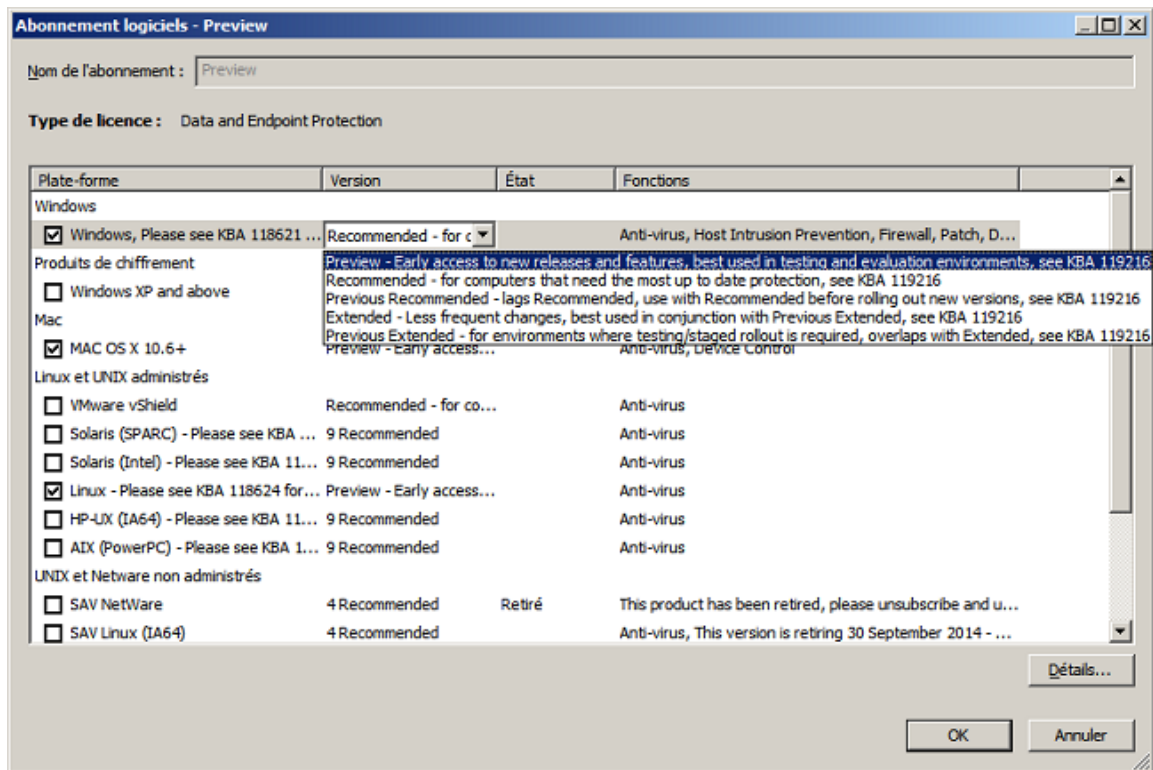 Abonnement logiciels - Preview
Nom de l'abonnement : Preview
Type de licence : Data and Endpoint Protection
Plate-forme Version État Fonctions
Windows
Windows, Please see KBA 118621 ... Recommended - for c Anti-virus, Host Intrusion Prevention, Firewall, Patch, D...
Produits de chiffrement
Preview - Early access to new releases and features, best used in testing and evaluation environments, see KBA 119216
Recommended - for computers that need the most up to date protection, see KBA 119216
Windows XP and above
Previous Recommended - lags Recommended, use with Recommended before rolling out new versions, see KBA 119216
Mac
Extended - Less frequent changes, best used in conjunction with Previous Extended, see KBA 119216
Previous Extended - for environments where testing/staged rollout is required, overlaps with Extended, see KBA 119216
MAC OS X 10.6+ Preview - Early access... Anti-virus, Device Control
Linux et UNIX administrés
VMware vShield Recommended - for co... Anti-virus
Solaris (SPARC) - Please see KBA ... 9 Recommended Anti-virus
Solaris (Intel) - Please see KBA 11... 9 Recommended Anti-virus
Linux - Please see KBA 118624 for... Preview - Early access... Anti-virus
HP-UX (IA64) - Please see KBA 11... 9 Recommended Anti-virus
AIX (PowerPC) - Please see KBA 1... 9 Recommended Anti-virus
UNIX et Netware non administrés
SAV NetWare 4 Recommended Retiré This product has been retired, please unsubscribe and u...
SAV Linux (IA64) 4 Recommended Anti-virus, This version is retiring 30 September 2014 - ...
Détails...
OK Annuler